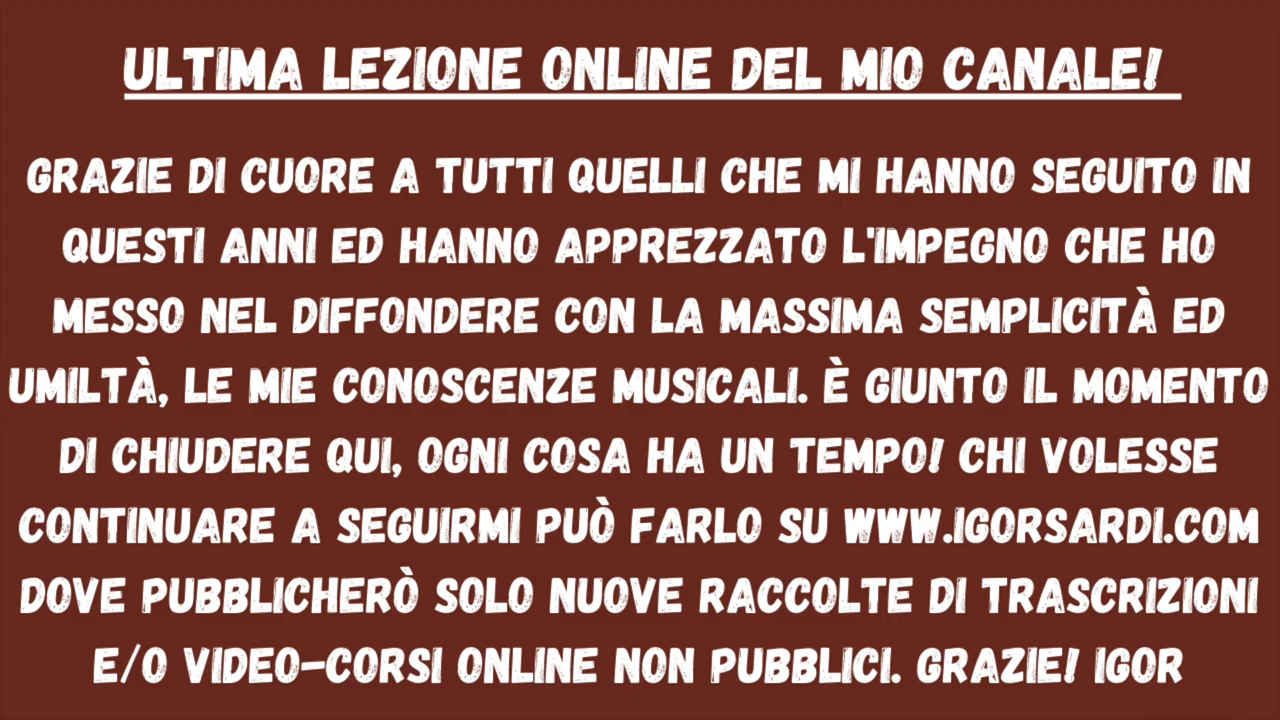 ULTIMA LEZIONE ONLINE DEL MIO CANALE!
GRAZIE DI CUORE A TUTTI QUELLI CHE MI HANNO SEGUITO IN
QUESTI ANNI ED HANNO APPREZZATO L'IMPEGNO CHE HO
MESSO NEL DIFFONDERE CON LA MASSIMA SEMPLICITÀ ED
UMILTÀ, LE MIE CONOSCENZE MUSICALI. È GIUNTO IL MOMENTO
DI CHIUDERE QUI, OGNI COSA HA UN TEMPO! CHI VOLESSE
CONTINUARE A SEGUIRMI PUÒ FARLO SU WWW.IGORSARDI.COM
DOVE PUBBLICHERÒ SOLO NUOVE RACCOLTE DI TRASCRIZIONI
E/O VIDEO-CORSI ONLINE NON PUBBLICI. GRAZIE! IGOR